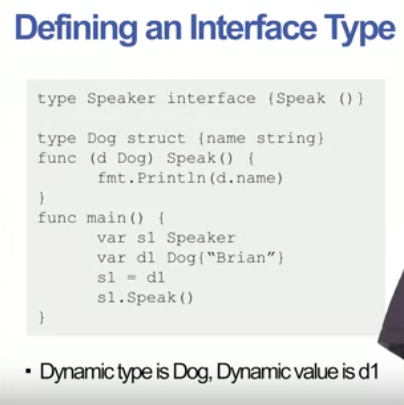 Defining an Interface Type
type Speaker interface {Speak ()}
type Dog struct {name string}
func (d Dog) Speak() {
fmt.Println(d.name)
}
func main() {
var s1 Speaker
var d1 Dog{“Brian”}
s1 = d1
s1.Speak()
}
• Dynamic type is Dog, Dynamic value is d1